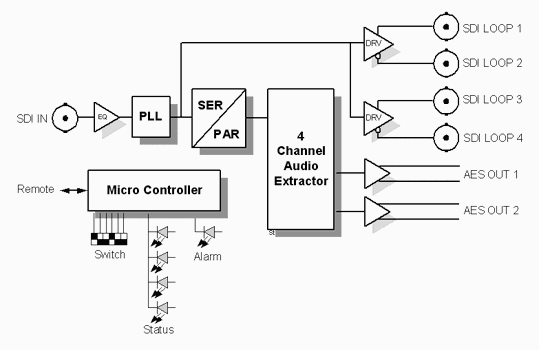 SDI LOOP 1
DRV
SDI LOOP 2
SDI IN
EQ
PLL
SER
PAR
4
Channel
Audio
Extractor
DRV
SDI LOOP 3
SDI LOOP 4
AES OUT 1
AES OUT 2
Remote
Micro Controller
Switch
Alarm
Status